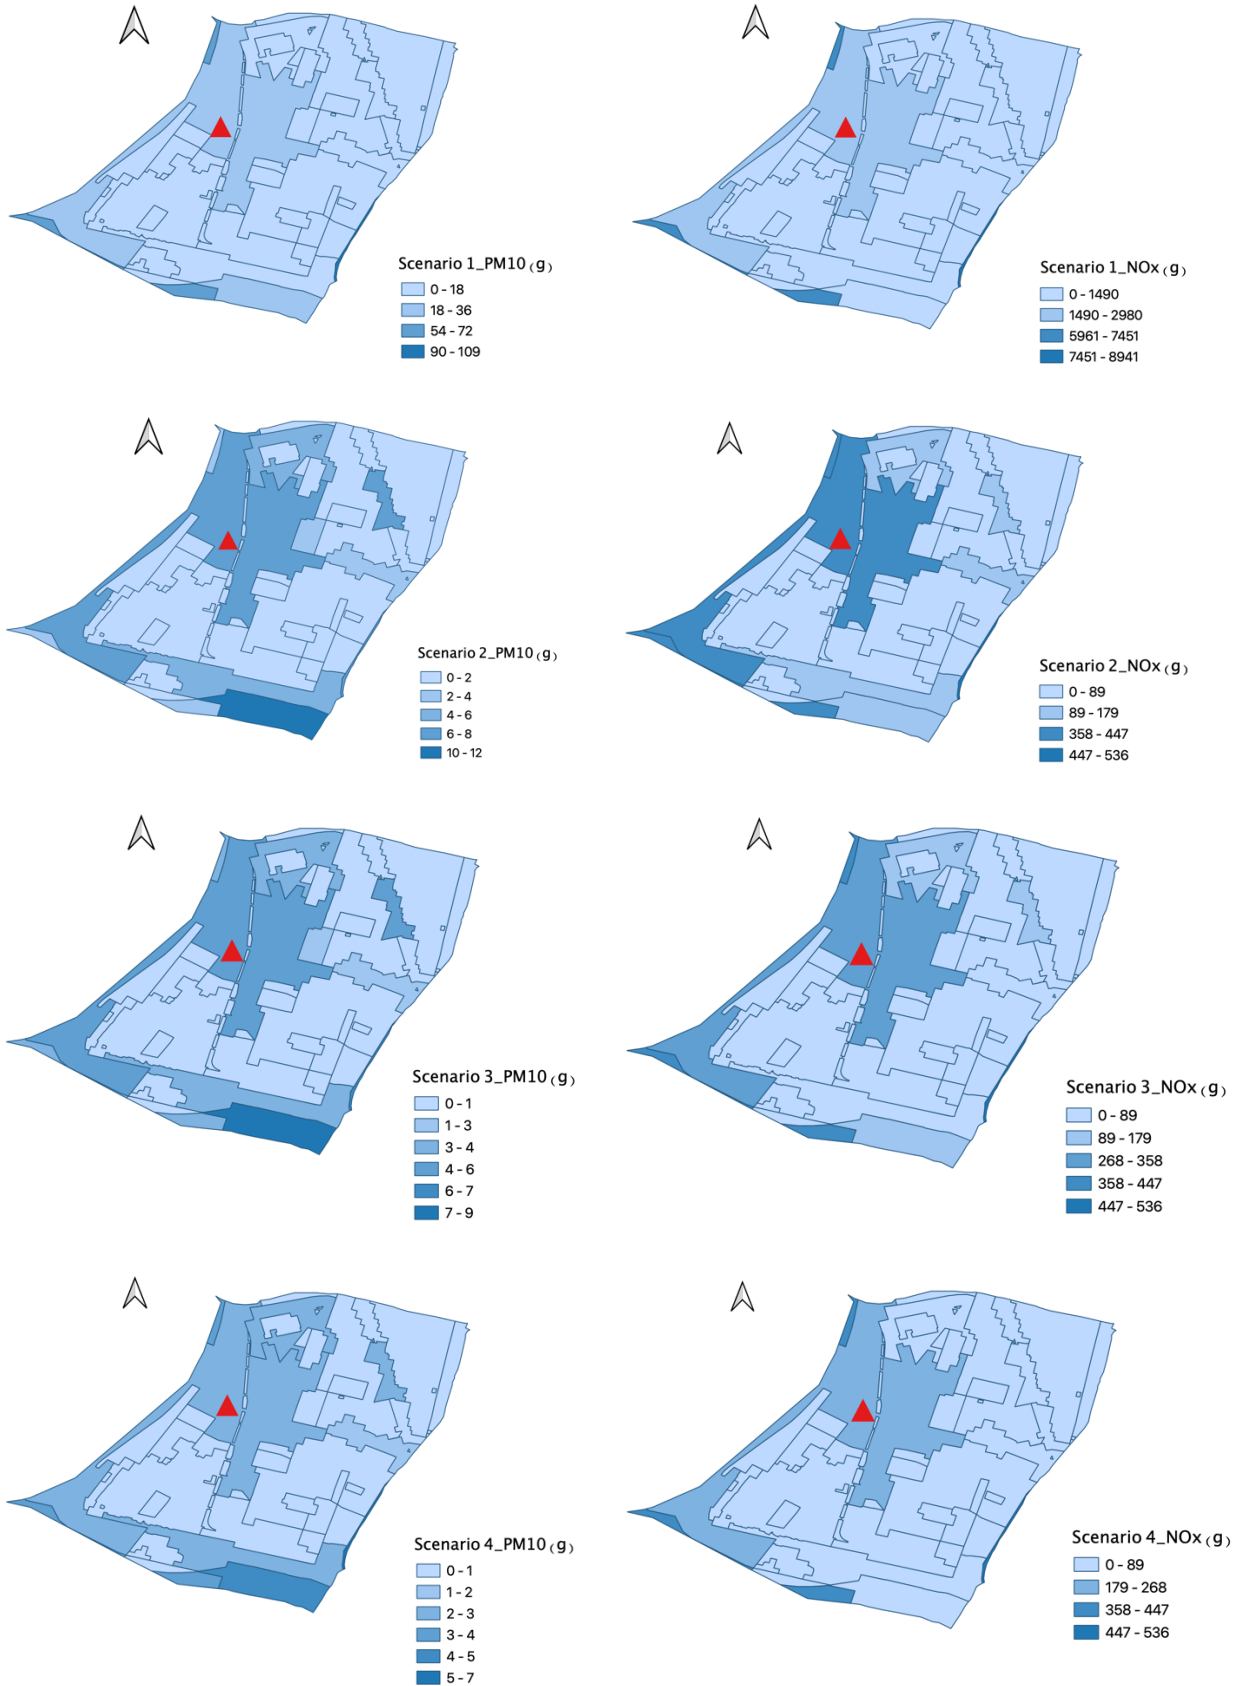 Scenario 1_PM10 (g)
0 - 18
18 - 36
54 - 72
90 - 109
Scenario 1_NOx (g)
0 - 1490
1490 - 2980
5961 - 7451
7451 - 8941
Scenario 2_PM10 (g)
0 - 2
2 - 4
4 - 6
6 - 8
10 - 12
Scenario 2_NOx (g)
0 - 89
89 - 179
358 - 447
447 - 536
Scenario 3_PM10 (g)
0 - 1
1 - 3
3 - 4
4 - 6
6 - 7
7 - 9
Scenario 3_NOx (g)
0 - 89
89 - 179
268 - 358
358 - 447
447 - 536
Scenario 4_PM10 (g)
0 - 1
1 - 2
2 - 3
3 - 4
4 - 5
5 - 7
Scenario 4_NOx (g)
0 - 89
179 - 268
358 - 447
447 - 536